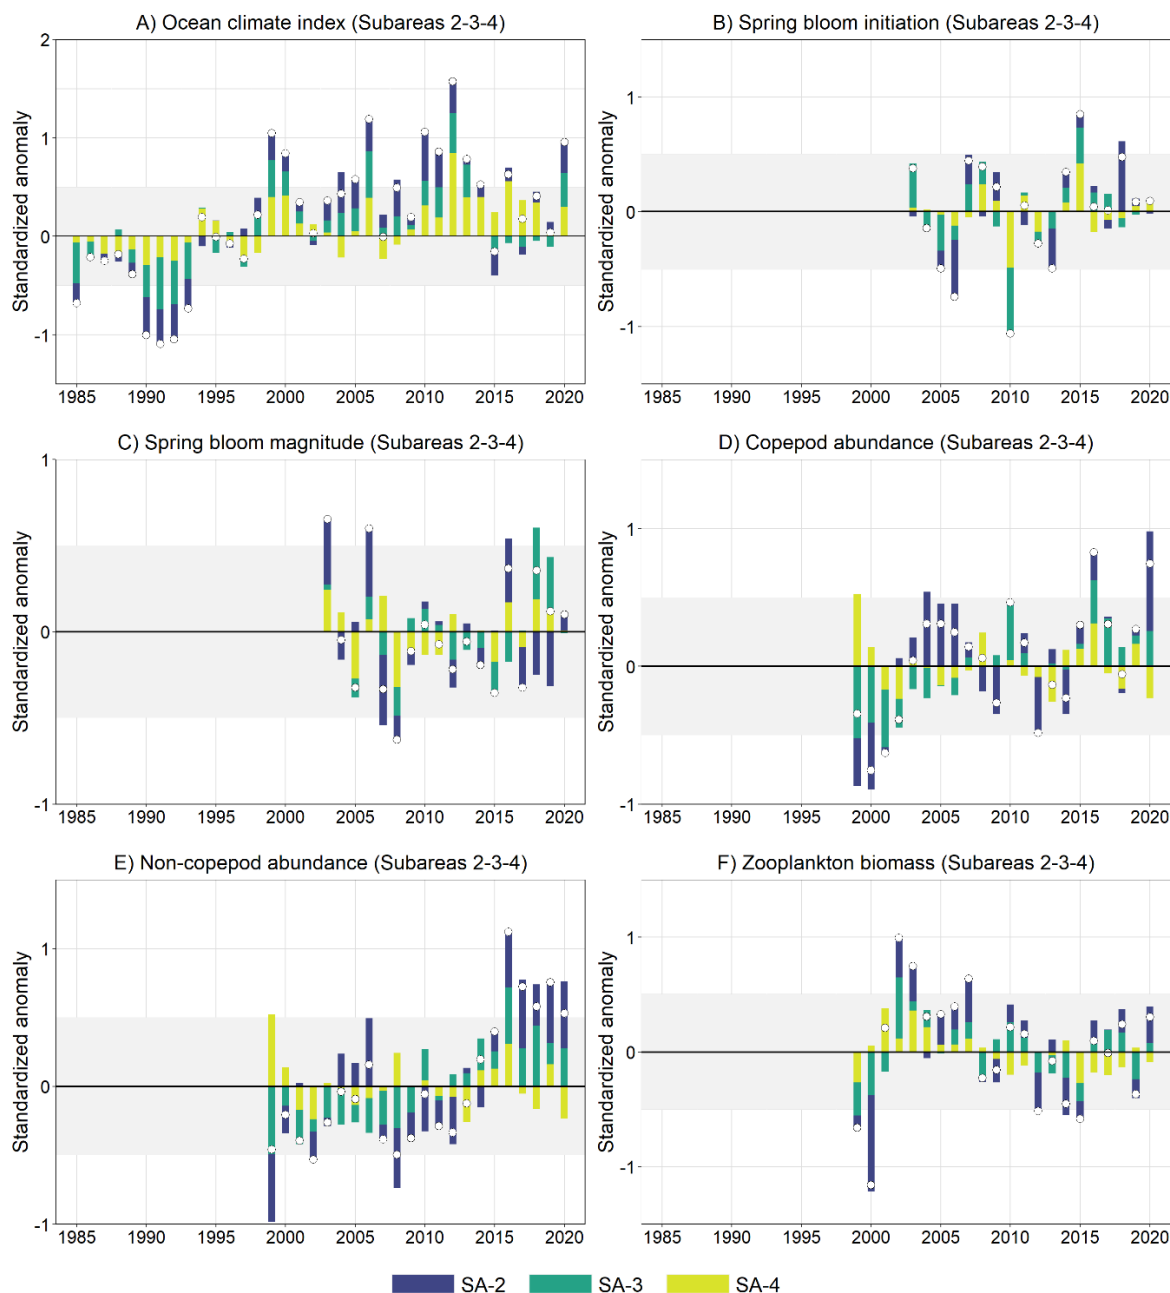 A) Ocean climate index (Subareas 2-3-4)
Standardized anomaly
2
1
0
-1
1985 1990 1995 2000 2005 2010 2015 2020
B) Spring bloom initiation (Subareas 2-3-4)
Standardized anomaly
1
0
-1
1985 1990 1995 2000 2005 2010 2015 2020
C) Spring bloom magnitude (Subareas 2-3-4)
Standardized anomaly
1
0
-1
1985 1990 1995 2000 2005 2010 2015 2020
D) Copepod abundance (Subareas 2-3-4)
Standardized anomaly
1
0
-1
1985 1990 1995 2000 2005 2010 2015 2020
E) Non-copepod abundance (Subareas 2-3-4)
Standardized anomaly
1
0
-1
1985 1990 1995 2000 2005 2010 2015 2020
F) Zooplankton biomass (Subareas 2-3-4)
Standardized anomaly
1
0
-1
1985 1990 1995 2000 2005 2010 2015 2020
SA-2 SA-3 SA-4